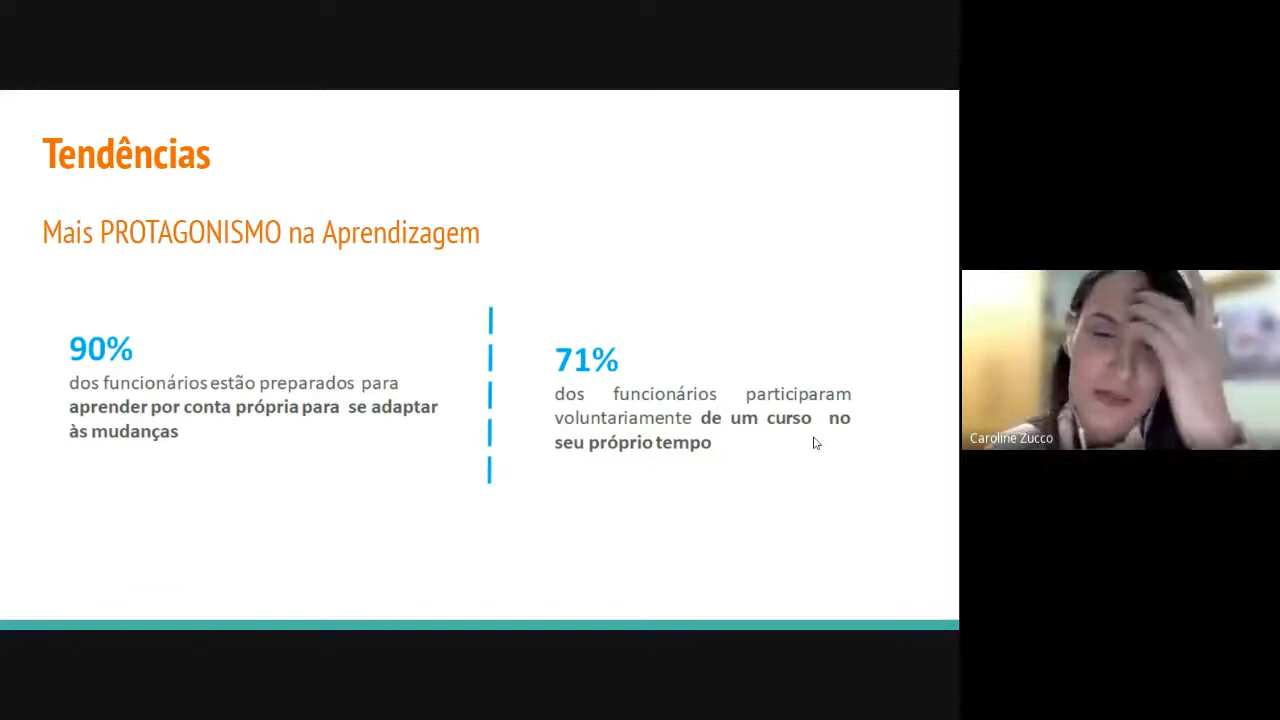 Tendências
Mais PROTAGONISMO na Aprendizagem
90%
dos funcionários estão preparados para
aprender por conta própria para se adaptar
às mudanças
71%
dos funcionários participaram
voluntariamente de um curso no
seu próprio tempo
Caroline Zucco